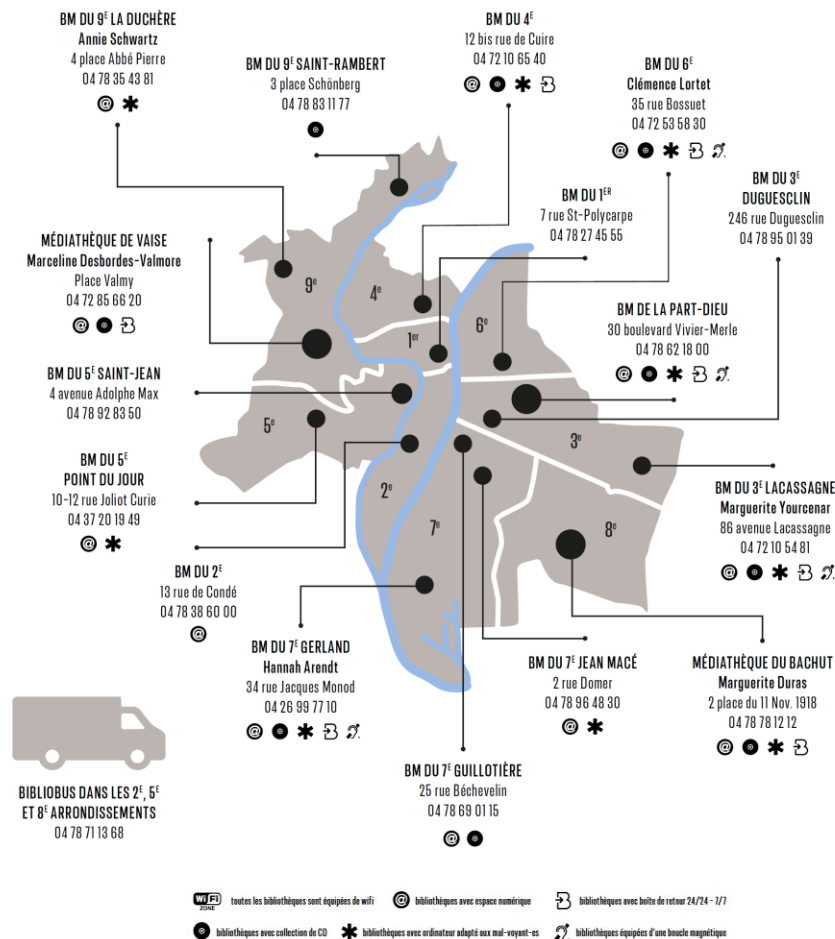 BM DU 9E LA DUCHÈRE
Annie Schwartz
4 place Abbé Pierre
04 78 35 43 81
BM DU 9E SAINT-RAMBERT
3 place Schönberg
04 78 83 11 77
BM DU 4E
12 bis rue de Cuire
04 72 10 65 40
BM DU 6E
Clémence Lortet
35 rue Bossuet
04 72 53 58 30
BM DU 1ER
7 rue St-Polycarpe
04 78 27 45 55
BM DU 3E
DUGUESCLIN
246 rue Duguesclin
04 78 95 01 39
MÉDIATHÈQUE DE VAISE
Marceline Desbordes-Valmore
Place Valmy
04 72 85 66 20
BM DE LA PART-DIEU
30 boulevard Vivier-Merle
04 78 62 18 00
BM DU 5E SAINT-JEAN
4 avenue Adolphe Max
04 78 92 83 50
BM DU 5E
POINT DU JOUR
10-12 rue Joliot Curie
04 37 20 19 49
9e
4e
1er
6e
5e
3e
2e
7e
8e
BM DU 3E LACASSAGNE
Marguerite Yourcenar
86 avenue Lacassagne
04 72 10 54 81
BM DU 2E
13 rue de Condé
04 78 38 60 00
BM DU 7E GERLAND
Hannah Arendt
34 rue Jacques Monod
04 26 99 77 10
BM DU 7E JEAN MACÉ
2 rue Domer
04 78 96 48 30
MÉDIATHÈQUE DU BACHUT
Marguerite Duras
2 place du 11 Nov. 1918
04 78 78 12 12
BM DU 7E GUILLOTIÈRE
25 rue Béchevelin
04 78 69 01 15
BIBLIOBUS DANS LES 2E, 5E
ET 8E ARRONDISSEMENTS
04 78 71 13 68
WiFi ZONE toutes les bibliothèques sont équipées de wifi
@ bibliothèques avec espace numérique
bibliothèques avec boîte de retour 24/24 - 7/7
bibliothèques avec collection de CD
bibliothèques avec ordinateur adapté aux mal-voyant-es
bibliothèques équipées d'une boucle magnétique